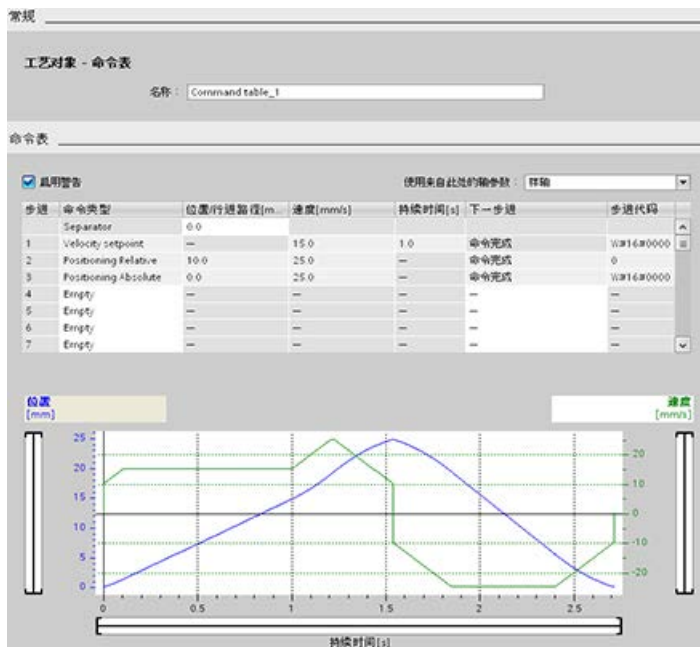 常规
工艺对象 - 命令表
名称： Command table_1
命令表
启用警告 使用来自此处的轴参数： 样轴
步进 命令类型 位置/行进路径[m... 速度[mm/s] 持续时间[s] 下一步进 步进代码
Separator 0.0
1 Velocity setpoint — 15.0 1.0 命令完成 W#16#0000
2 Positioning Relative 10.0 25.0 — 命令完成 0
3 Positioning Absolute 0.0 25.0 — 命令完成 W#16#0000
4 Empty — — — — —
5 Empty — — — — —
6 Empty — — — — —
7 Empty — — — — —
位置 速度
[mm] [mm/s]
25
20 20
15 10
10 0
5 -10
0 -20
0 0.5 1 1.5 2 2.5
持续时间[s]